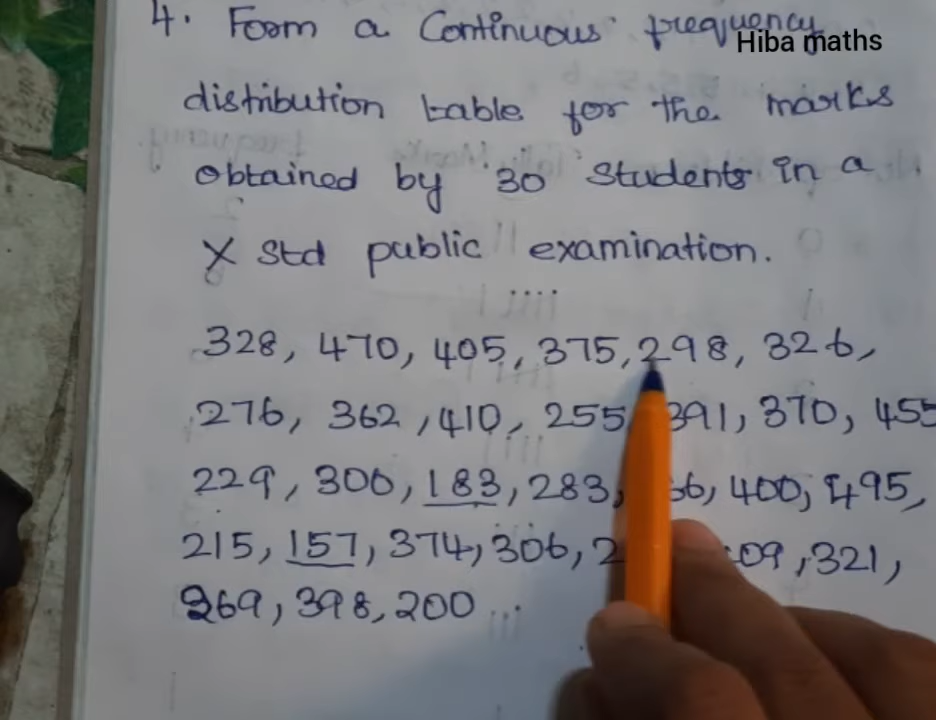 4. Form a Continuous frequency
Hiba maths
distribution table for the marks
obtained by 30 students in a
X Std public examination.
328, 470, 405, 375, 298, 326,
276, 362, 410, 255 391, 370, 455
229, 300, 183, 283, 400, 495,
215, 157, 374, 306, 321,
269, 398, 200